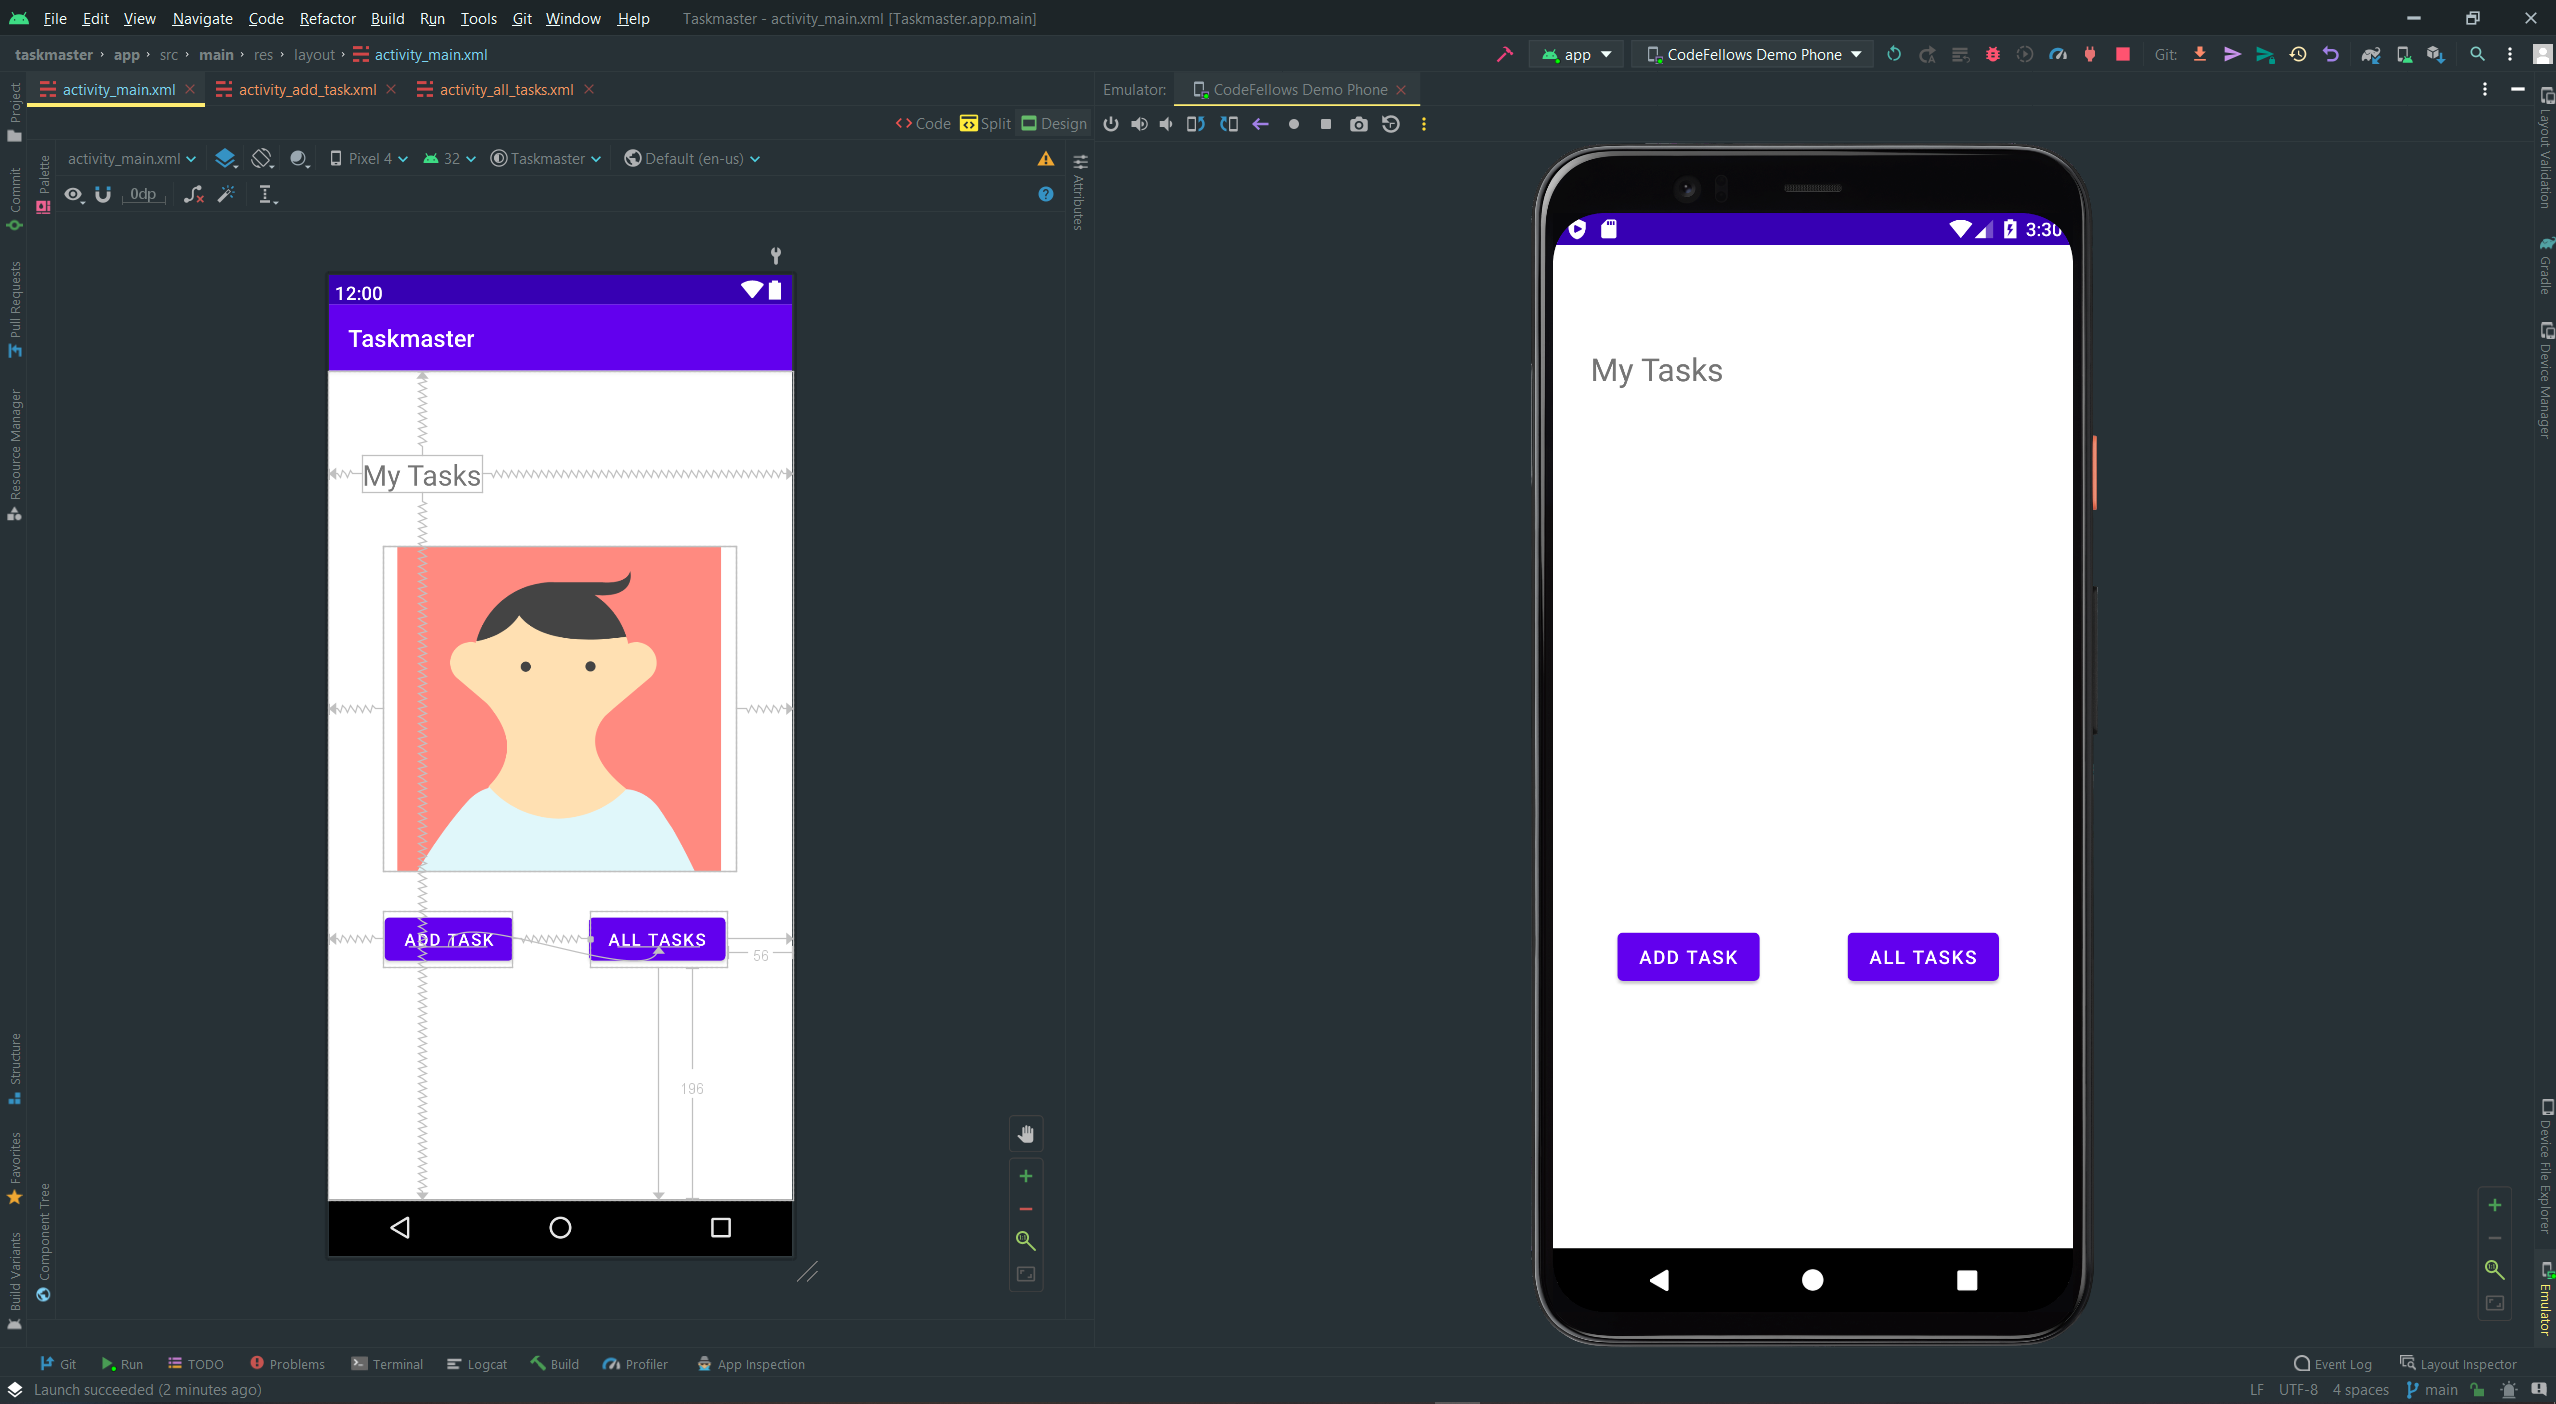 File Edit View Navigate Code Refactor Build Run Tools Git Window Help Taskmaster - activity_main.xml [Taskmaster.app.main]
taskmaster app src main res layout activity_main.xml app CodeFellows Demo Phone Git:
activity_main.xml activity_add_task.xml activity_all_tasks.xml
Emulator: CodeFellows Demo Phone
Code Split Design
activity_main.xml Pixel 4 32 Taskmaster Default (en-us)
0dp
Project
Commit
Pull Requests
Resource Manager
Structure
Favorites
Build Variants
Palette
Component Tree
Attributes
12:00
Taskmaster
My Tasks
ADD TASK
ALL TASKS
56
196
3:30
My Tasks
ADD TASK
ALL TASKS
Layout Validation
Gradle
Device Manager
Device File Explorer
Emulator
Git Run TODO Problems Terminal Logcat Build Profiler App Inspection Event Log Layout Inspector
Launch succeeded (2 minutes ago) LF UTF-8 4 spaces main